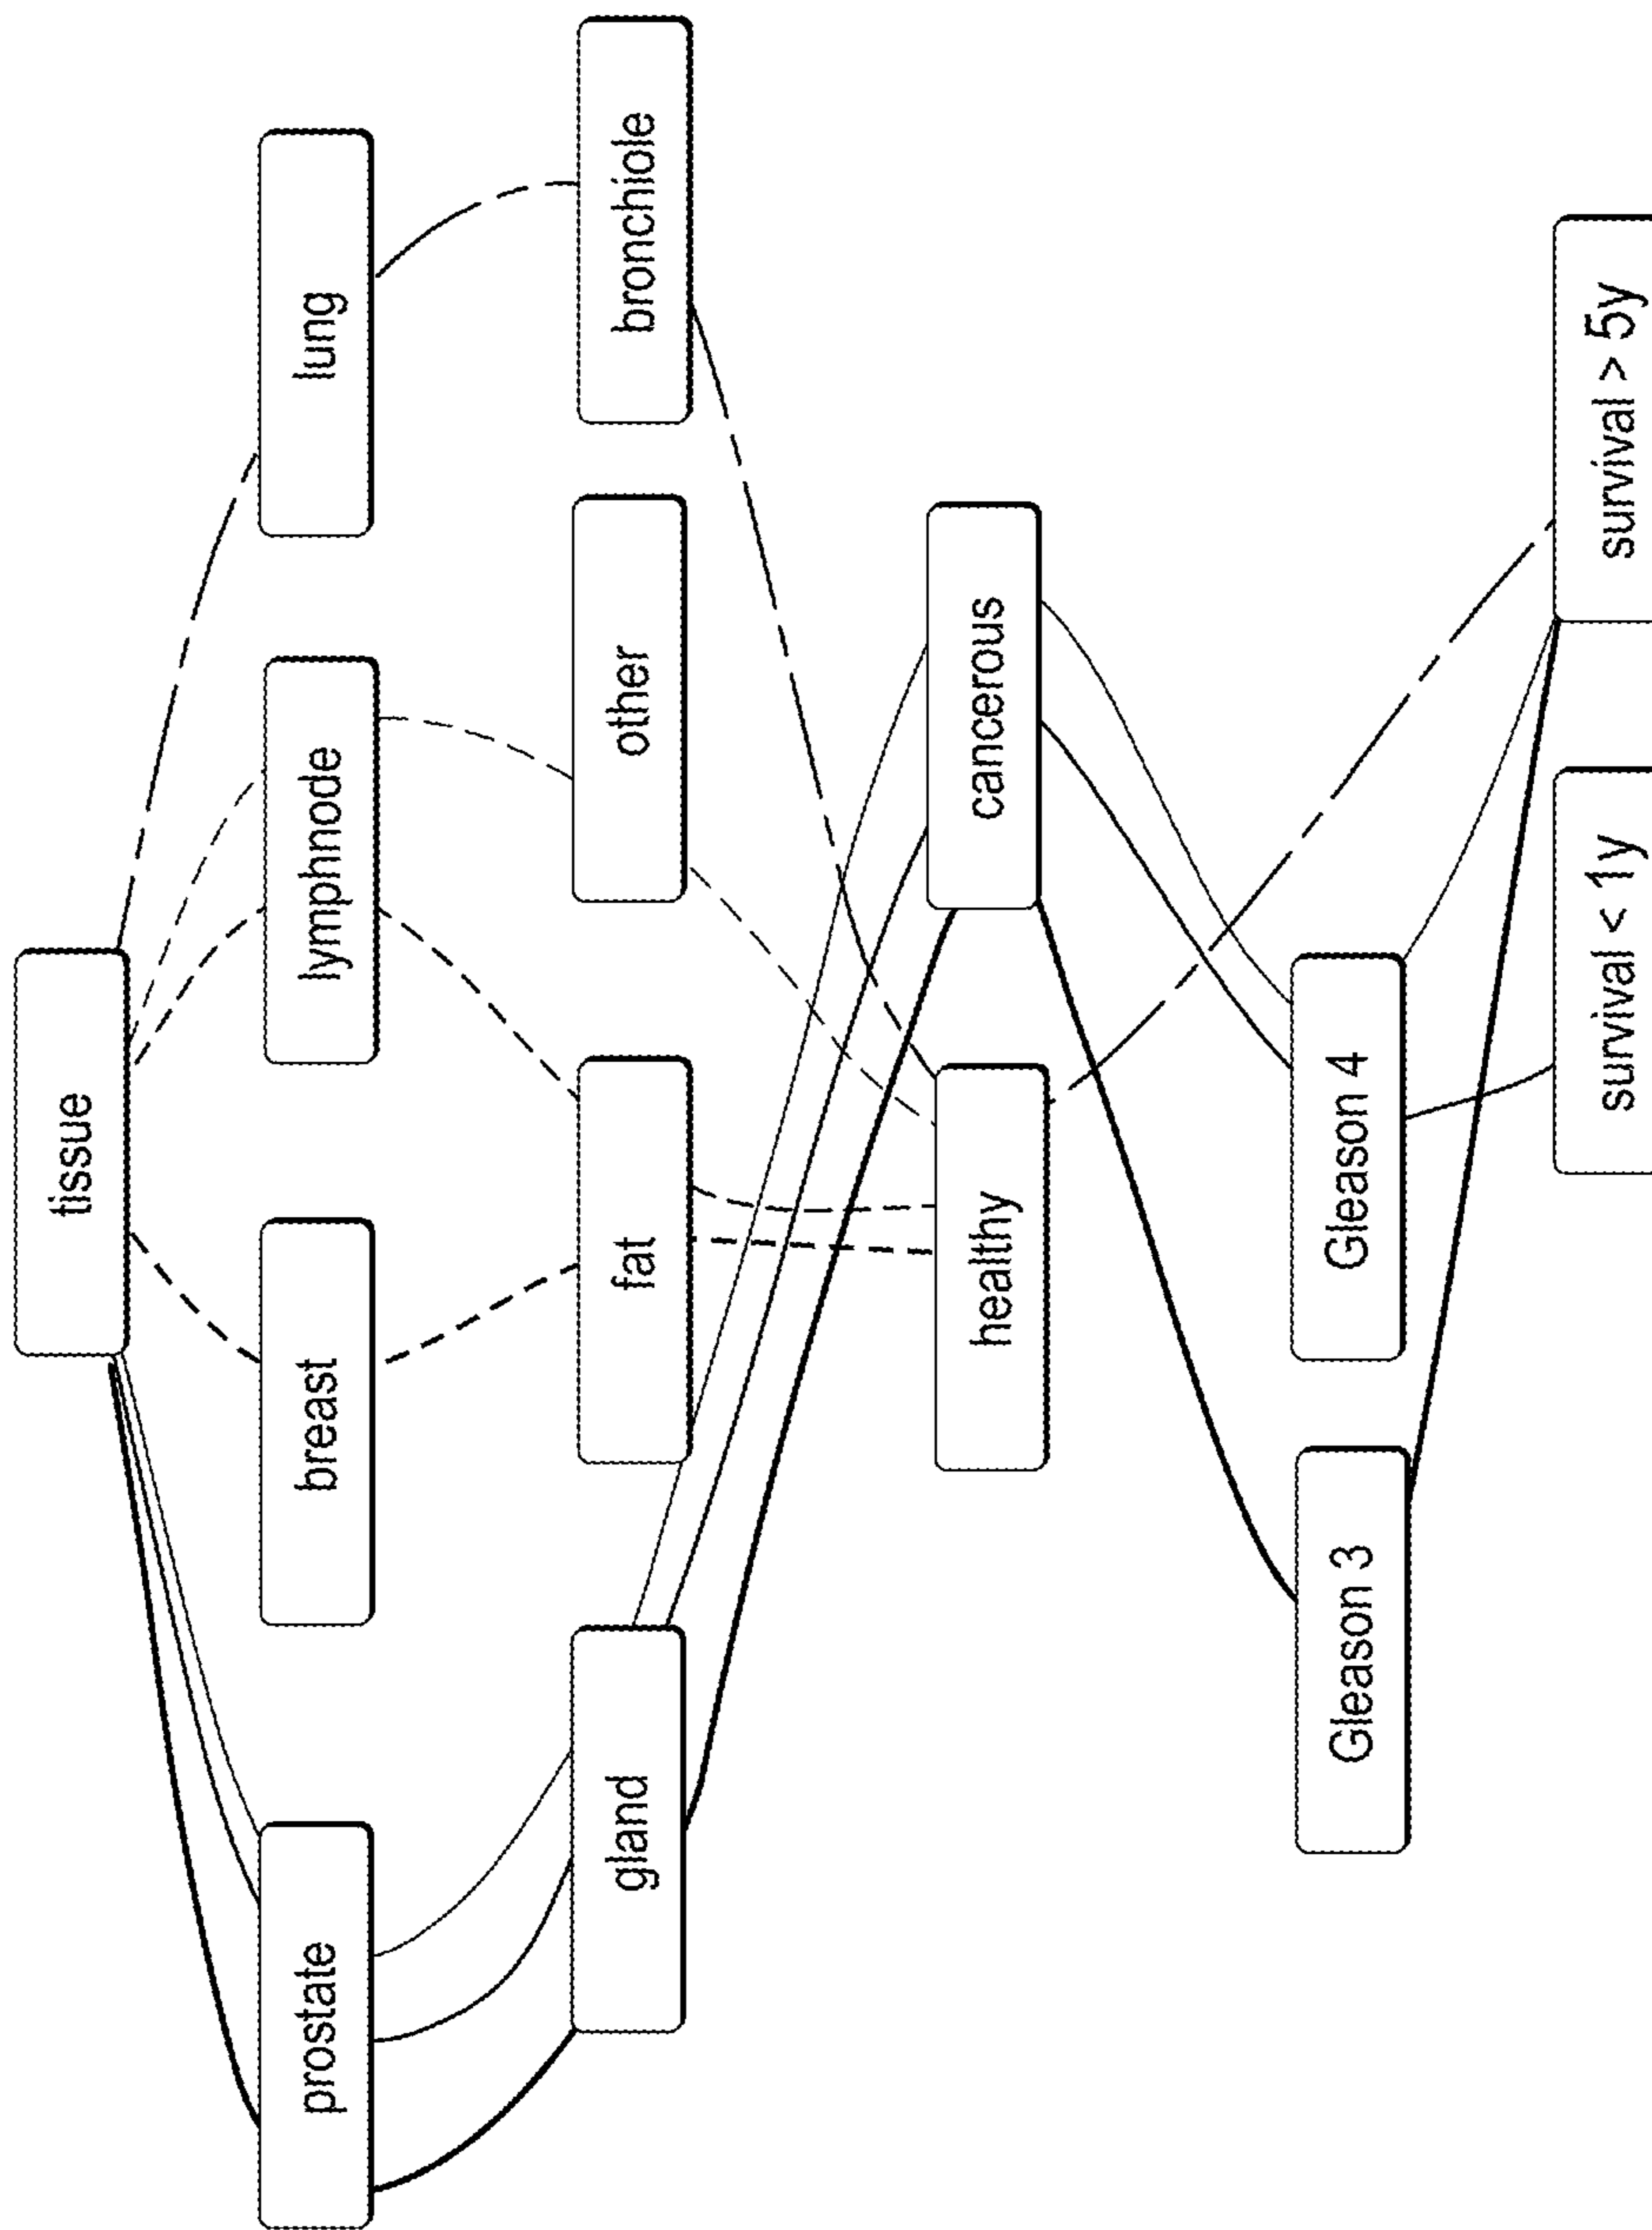 tissue
prostate
breast
lymphnode
lung
gland
fat
other
bronchiole
healthy
cancerous
Gleason 3
Gleason 4
survival < 1y
survival > 5y